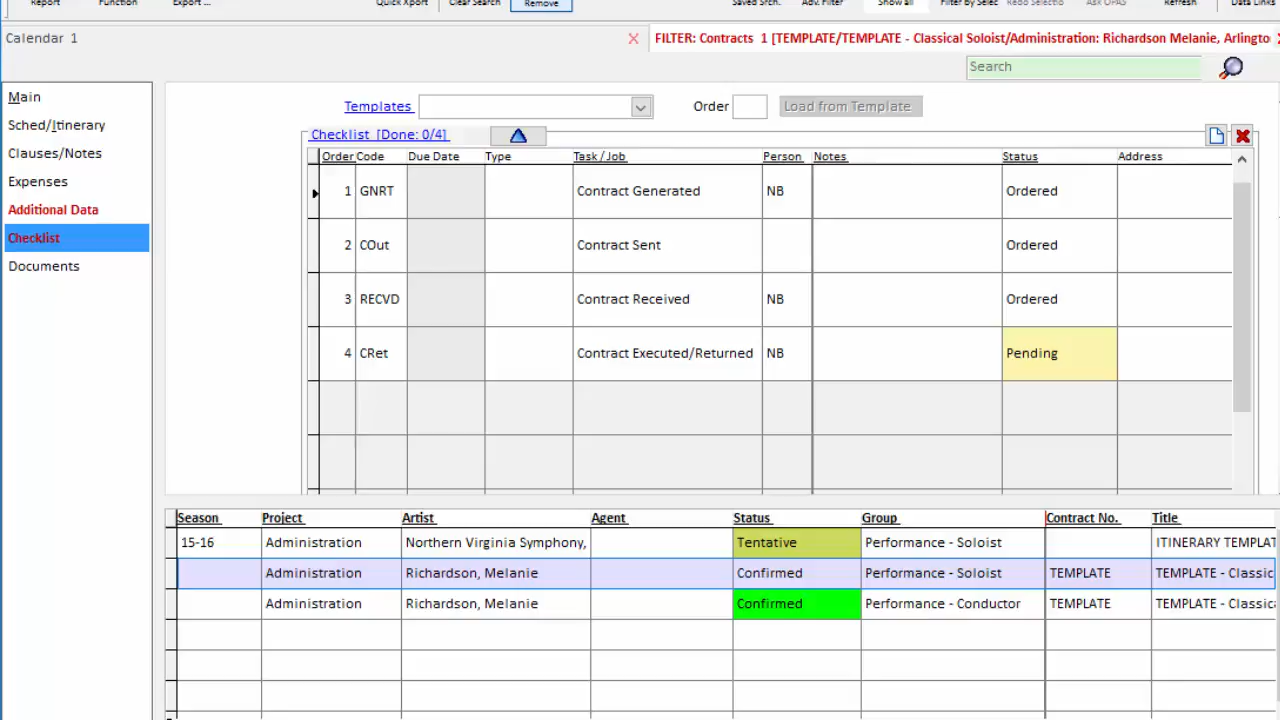 Report Function Export ... Quick Xport Clear Search Remove Saved Srch. Adv. Filter Show all Filter by Selec Redo Selectio Ask OPAS Refresh Data Links
Calendar 1
FILTER: Contracts 1 [TEMPLATE/TEMPLATE - Classical Soloist/Administration: Richardson Melanie, Arlingto
Search
Main
Sched/Itinerary
Clauses/Notes
Expenses
Additional Data
Checklist
Documents
Templates Order Load from Template
Checklist [Done: 0/4]
Order Code Due Date Type Task/Job Person Notes Status Address
1 GNRT Contract Generated NB Ordered
2 COut Contract Sent Ordered
3 RECVD Contract Received NB Ordered
4 CRet Contract Executed/Returned NB Pending
Season Project Artist Agent Status Group Contract No. Title
15-16 Administration Northern Virginia Symphony, Tentative Performance - Soloist ITINERARY TEMPLAT
Administration Richardson, Melanie Confirmed Performance - Soloist TEMPLATE TEMPLATE - Classic
Administration Richardson, Melanie Confirmed Performance - Conductor TEMPLATE TEMPLATE - Classica